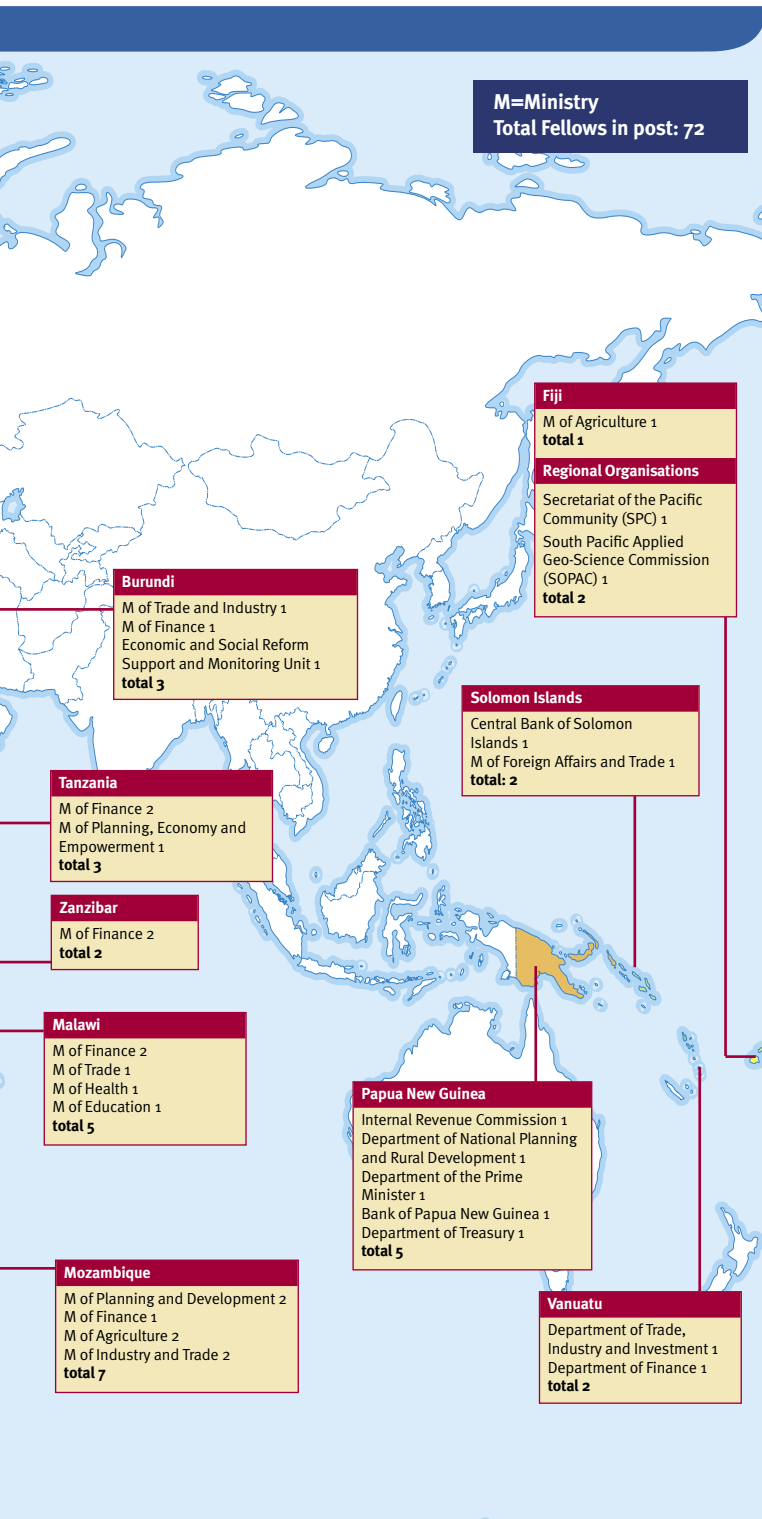 M=Ministry
Total Fellows in post: 72
Fiji
M of Agriculture 1
total 1
Regional Organisations
Secretariat of the Pacific
Community (SPC) 1
South Pacific Applied
Geo-Science Commission
(SOPAC) 1
total 2
Burundi
M of Trade and Industry 1
M of Finance 1
Economic and Social Reform
Support and Monitoring Unit 1
total 3
Solomon Islands
Central Bank of Solomon
Islands 1
M of Foreign Affairs and Trade 1
total: 2
Tanzania
M of Finance 2
M of Planning, Economy and
Empowerment 1
total 3
Zanzibar
M of Finance 2
total 2
Malawi
M of Finance 2
M of Trade 1
M of Health 1
M of Education 1
total 5
Papua New Guinea
Internal Revenue Commission 1
Department of National Planning
and Rural Development 1
Department of the Prime
Minister 1
Bank of Papua New Guinea 1
Department of Treasury 1
total 5
Mozambique
M of Planning and Development 2
M of Finance 1
M of Agriculture 2
M of Industry and Trade 2
total 7
Vanuatu
Department of Trade,
Industry and Investment 1
Department of Finance 1
total 2